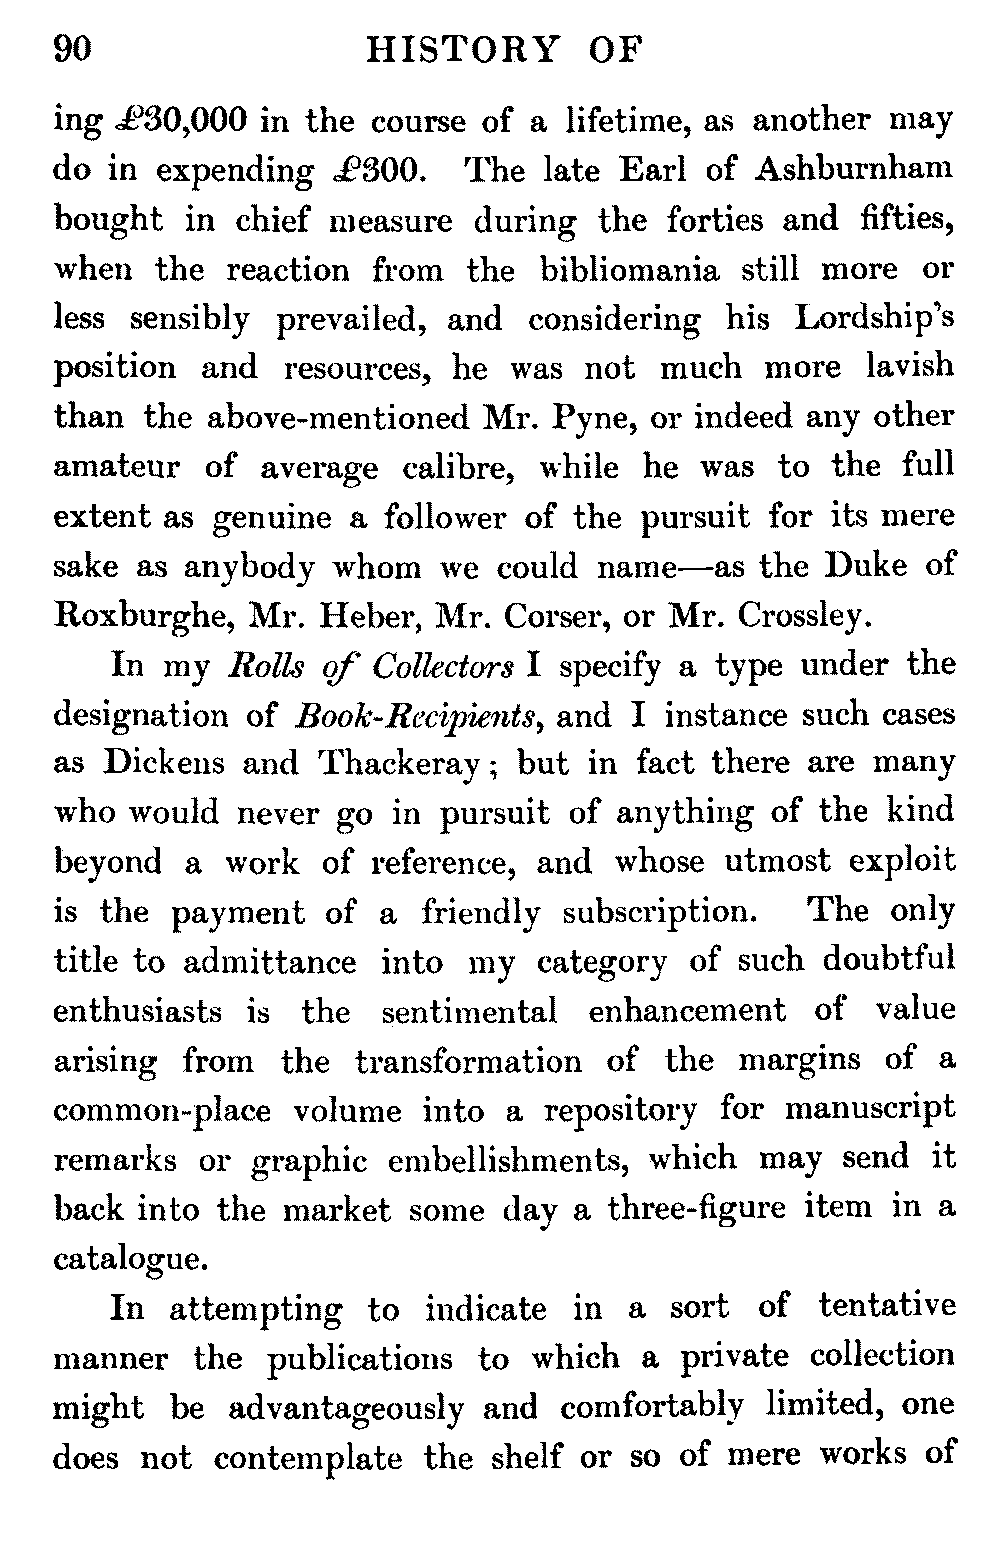 90 HISTORY OF
ing £30,000 in the course of a lifetime, as another may
do in expending £300. The late Earl of Ashburnham
bought in chief measure during the forties and fifties,
when the reaction from the bibliomania still more or
less sensibly prevailed, and considering his Lordship's
position and resources, he was not much more lavish
than the above-mentioned Mr. Pyne, or indeed any other
amateur of average calibre, while he was to the full
extent as genuine a follower of the pursuit for its mere
sake as anybody whom we could name—as the Duke of
Roxburghe, Mr. Heber, Mr. Corser, or Mr. Crossley.
In my Rolls of Collectors I specify a type under the
designation of Book-Recipients, and I instance such cases
as Dickens and Thackeray; but in fact there are many
who would never go in pursuit of anything of the kind
beyond a work of reference, and whose utmost exploit
is the payment of a friendly subscription. The only
title to admittance into my category of such doubtful
enthusiasts is the sentimental enhancement of value
arising from the transformation of the margins of a
common-place volume into a repository for manuscript
remarks or graphic embellishments, which may send it
back into the market some day a three-figure item in a
catalogue.
In attempting to indicate in a sort of tentative
manner the publications to which a private collection
might be advantageously and comfortably limited, one
does not contemplate the shelf or so of mere works of